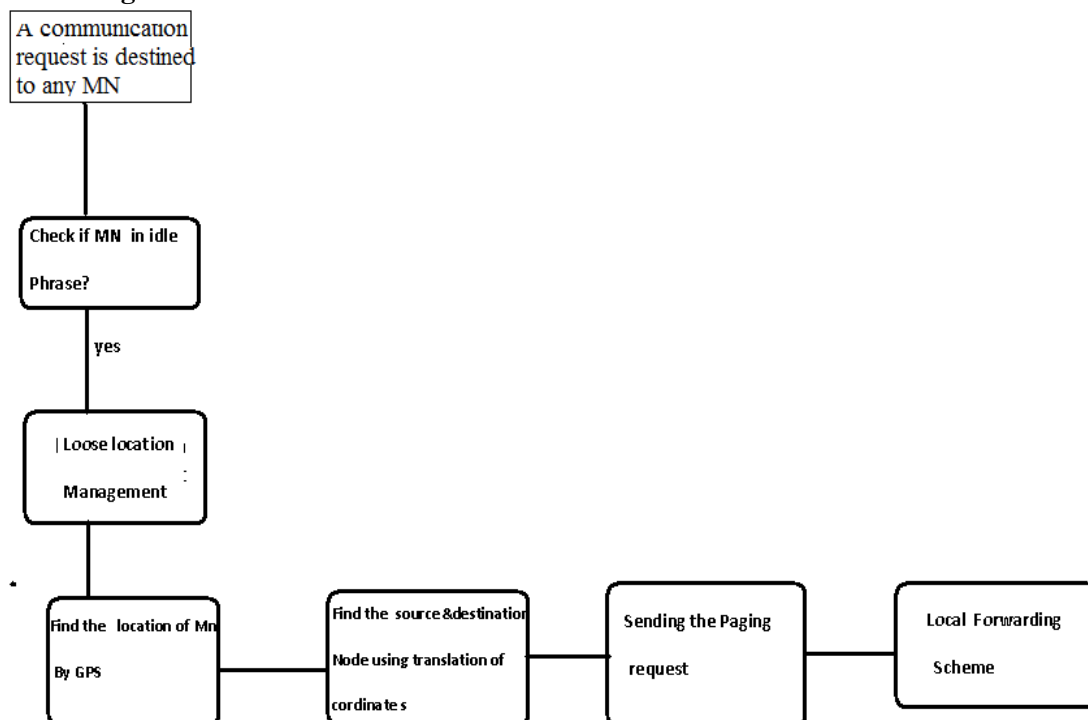 A communication
request is destined
to any MN
Check if MN in idle
Phrase?
yes
Loose location
Management
Find the location of Mn
By GPS
Find the source&destination
Node using translation of
cordinates
Sending the Paging
request
Local Forwarding
Scheme